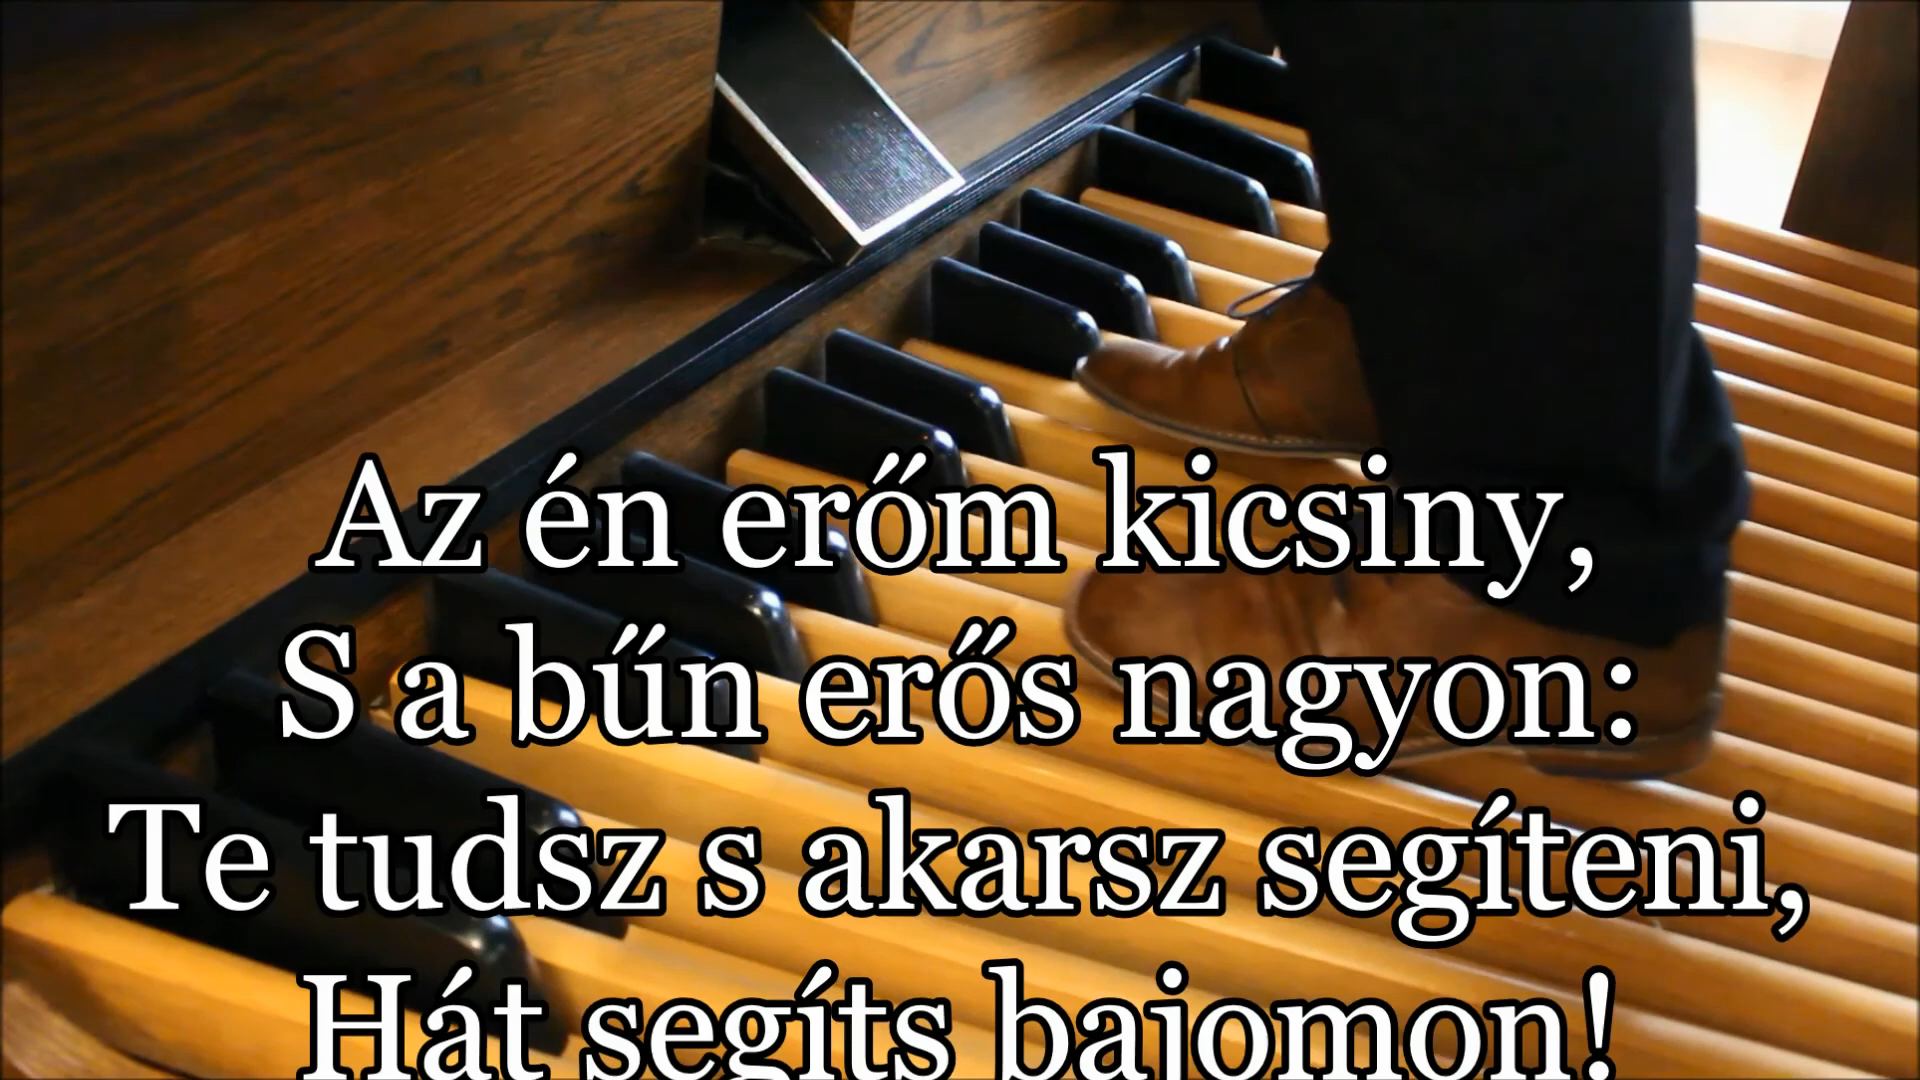 Az én erőm kicsiny,
S a bűn erős nagyon:
Te tudsz s akarsz segíteni,
Hát segíts bajomon!